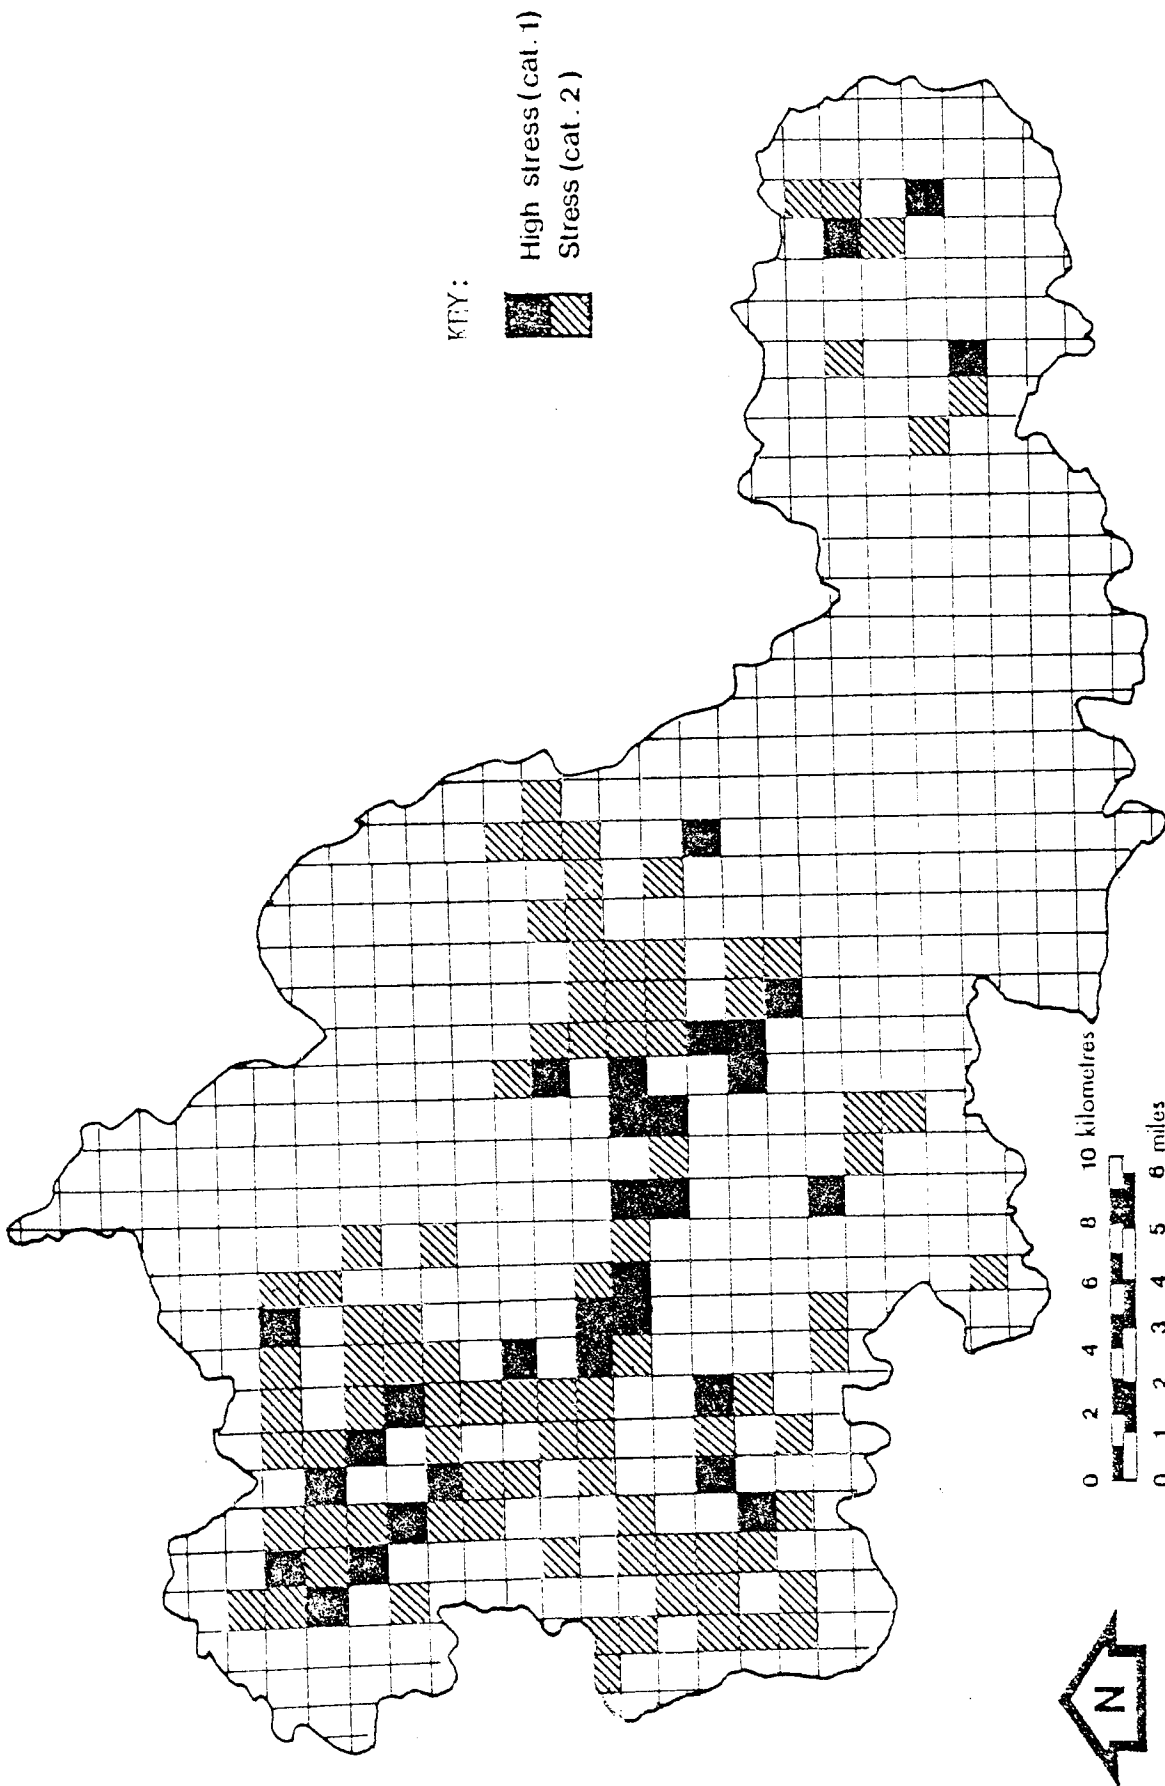 KEY:
High stress (cat. 1)
Stress (cat. 2)
0 2 4 6 8 10 kilometres
0 1 2 3 4 5 6 miles
N